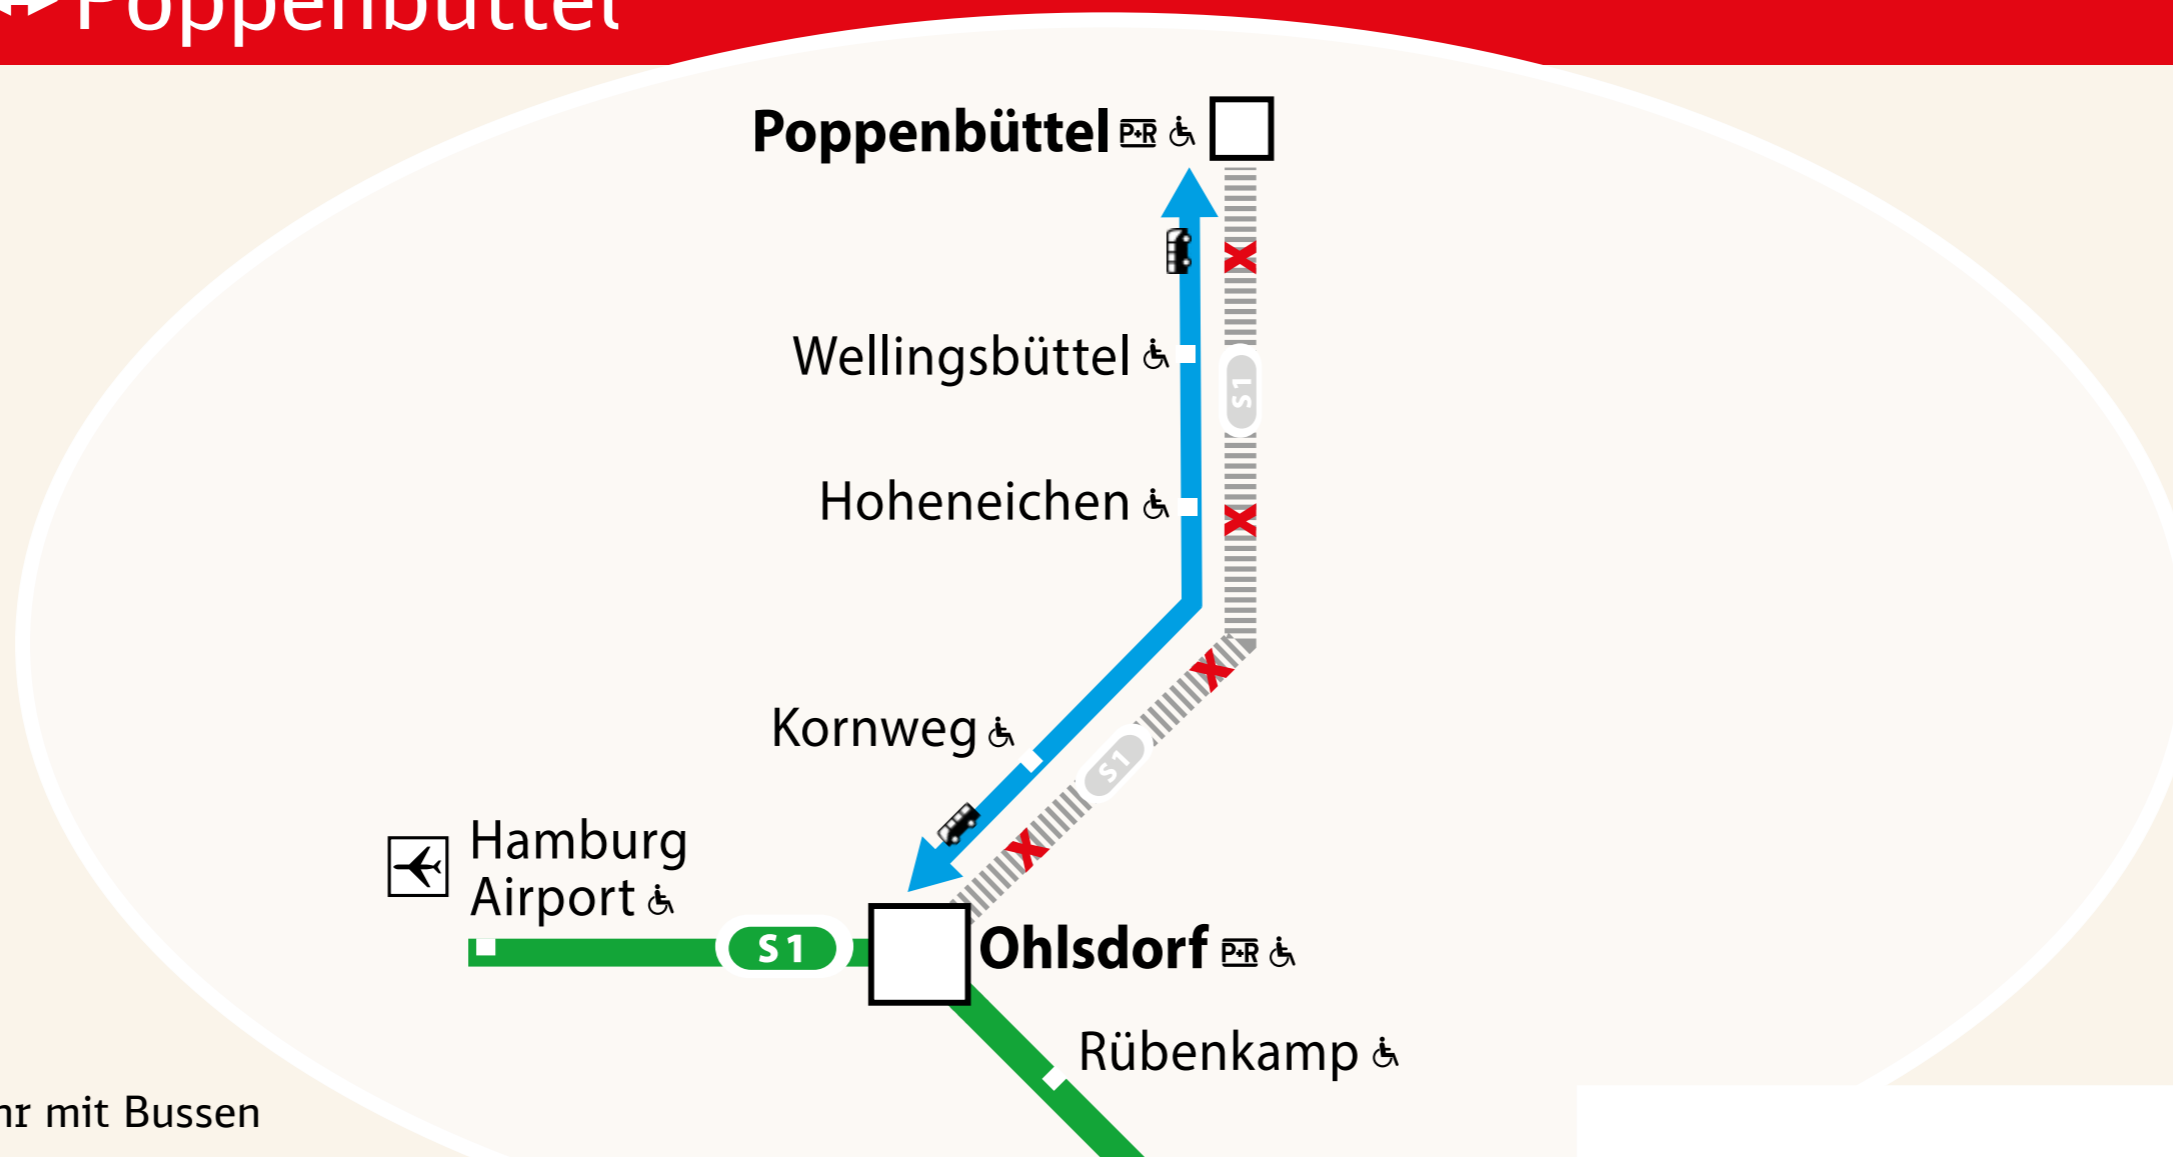 Poppenbüttel
Poppenbüttel P+R
Wellingsbüttel
S1
Hoheneichen
Kornweg
S1
Hamburg
Airport
S1
Ohlsdorf P+R
Rübenkamp
mit Bussen